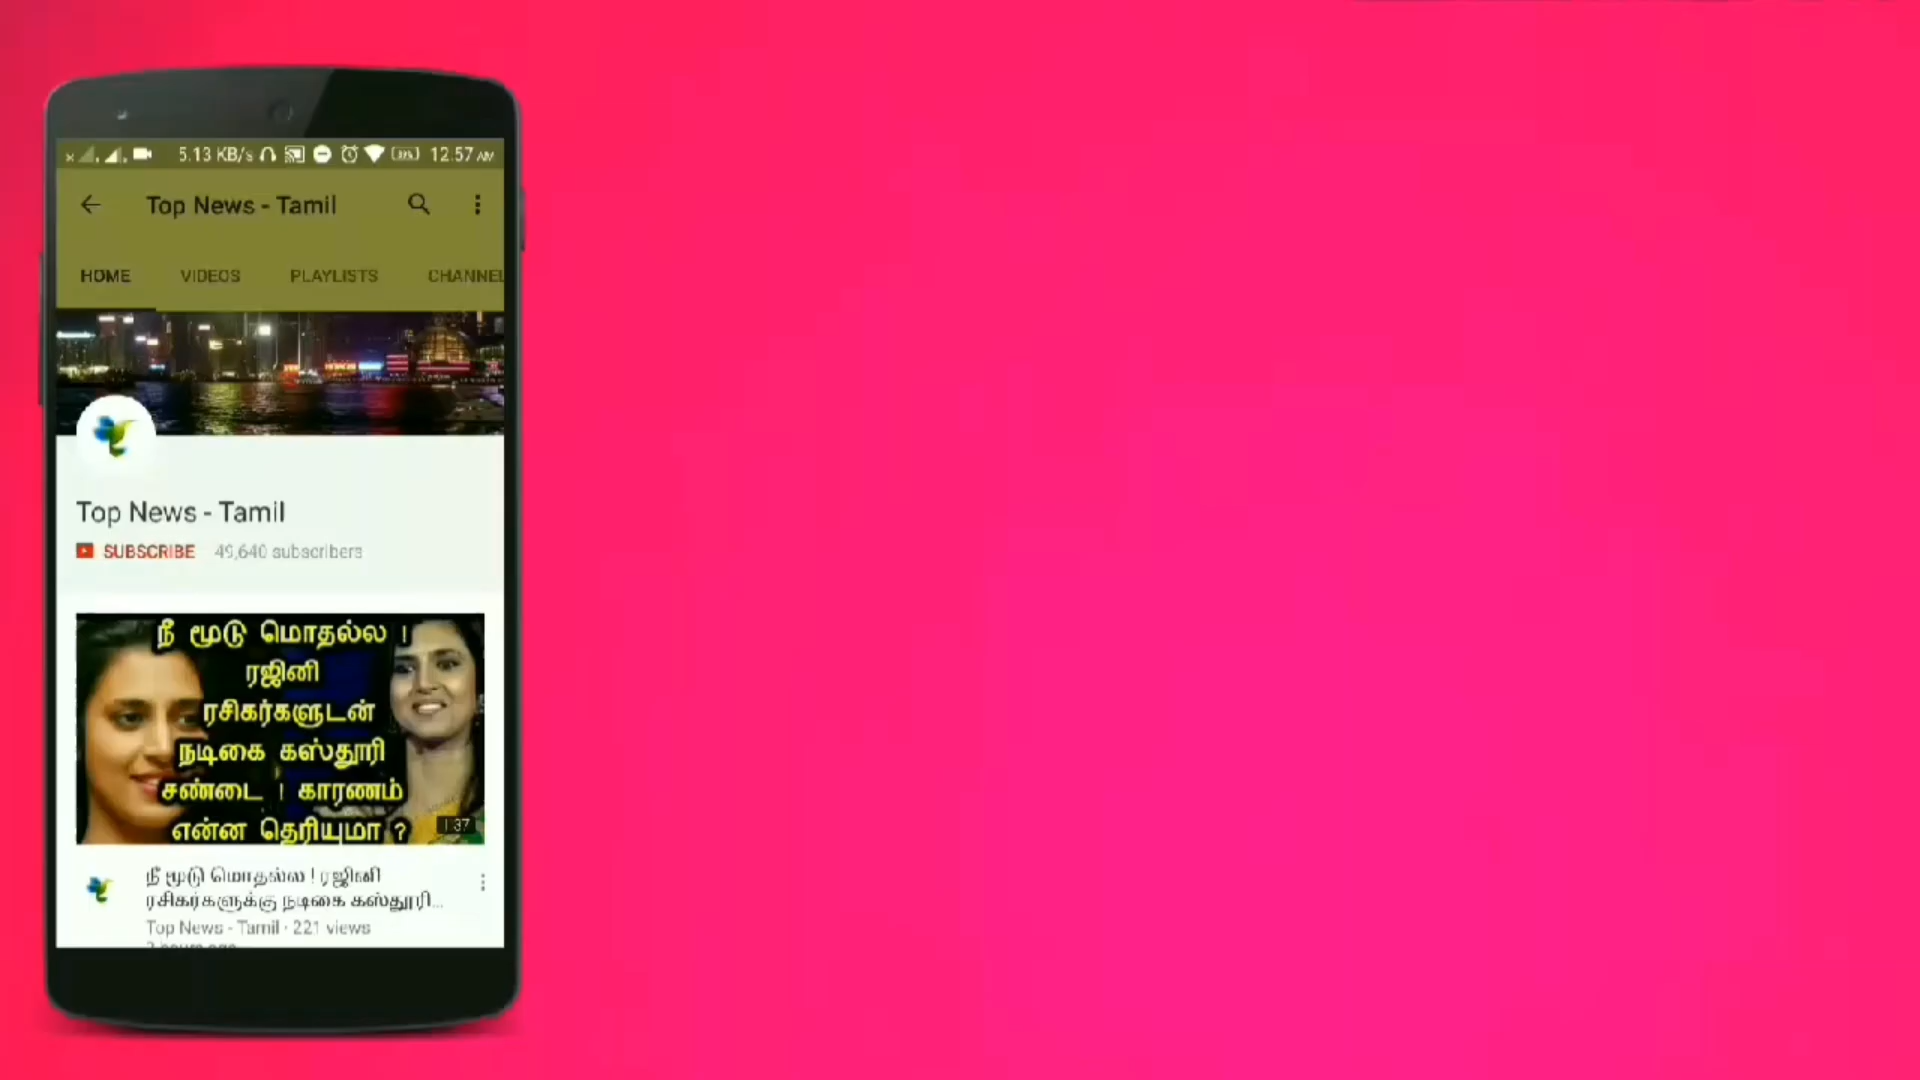 5.13 KB/s 12.57 AM
Top News - Tamil
HOME VIDEOS PLAYLISTS CHANNEL
Top News - Tamil
SUBSCRIBE 49,640 subscribers
நீ மூடு மொதல்ல !
ரஜினி
ரசிகர்களுடன்
நடிகை கஸ்தூரி
சண்டை ! காரணம்
என்ன தெரியுமா ?
1:37
நீ மூடு மொதல்ல ! ரஜினி
ரசிகர்களுக்கு நடிகை கஸ்தூரி...
Top News - Tamil · 221 views